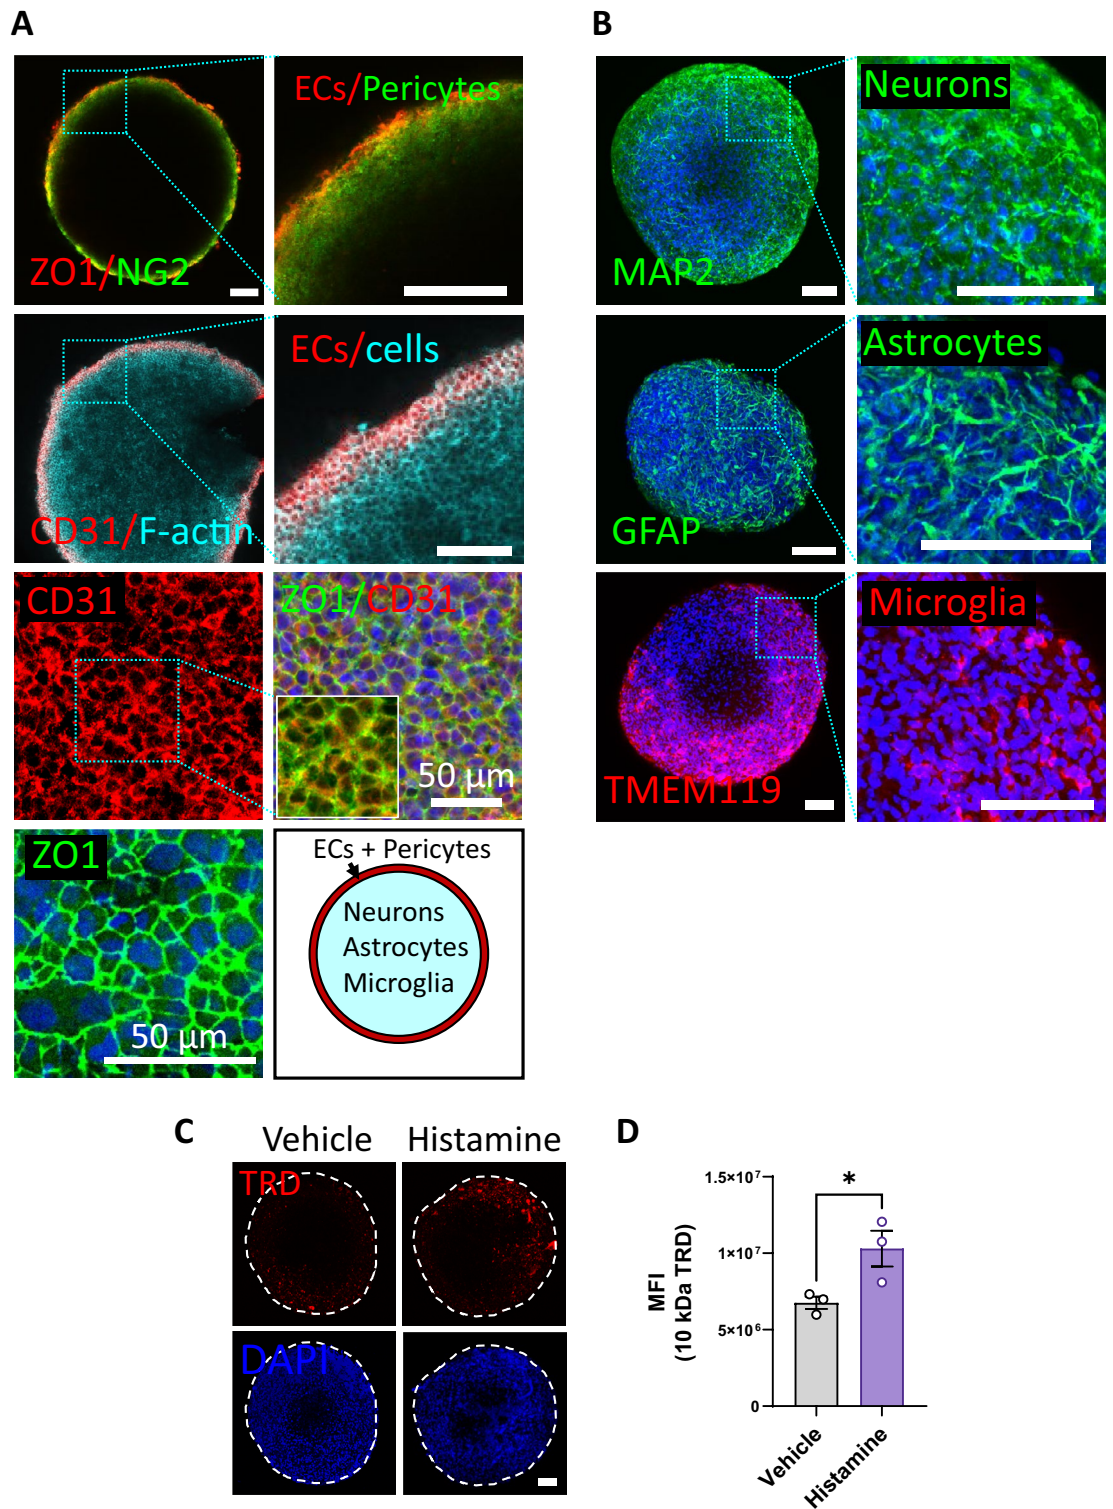 A
ECs/Pericytes
ZO1/NG2
ECs/cells
CD31/F-actin
CD31
ZO1/CD31
50 µm
ZO1
50 µm
ECs + Pericytes
Neurons
Astrocytes
Microglia
B
Neurons
MAP2
Astrocytes
GFAP
Microglia
TMEM119
C
Vehicle
Histamine
TRD
DAPI
D
MFI
(10 kDa TRD)
1.5×10⁷
1×10⁷
5×10⁶
0
*
Vehicle
Histamine